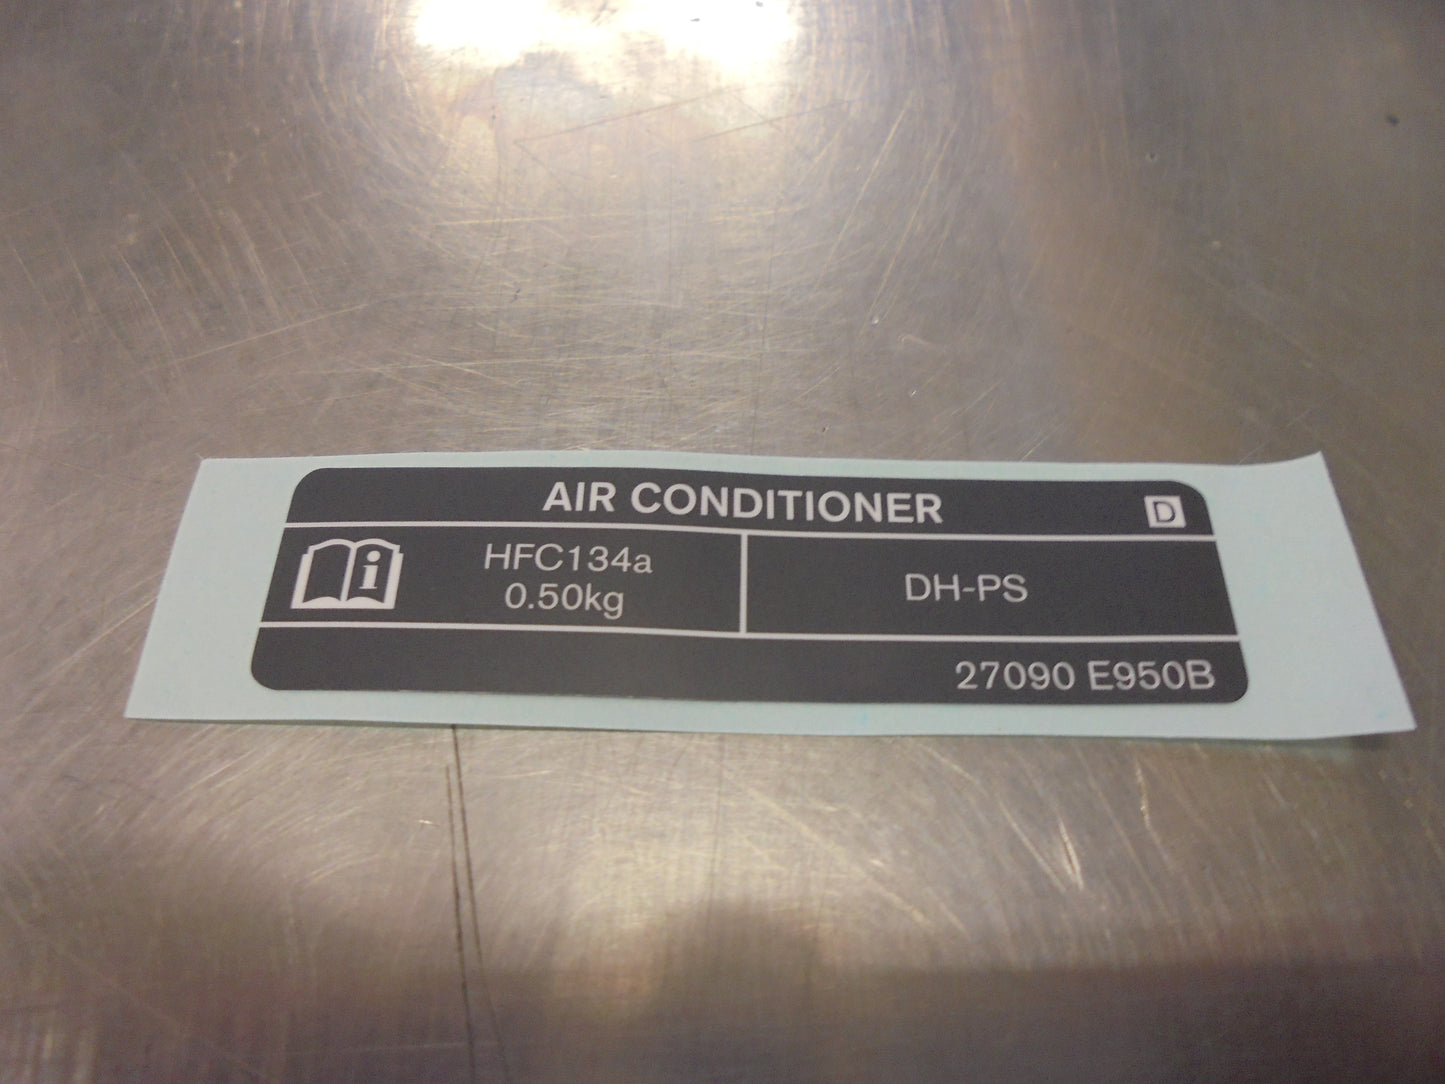 AIR CONDITIONER
D
i
HFC134a
0.50kg
DH-PS
27090 E950B